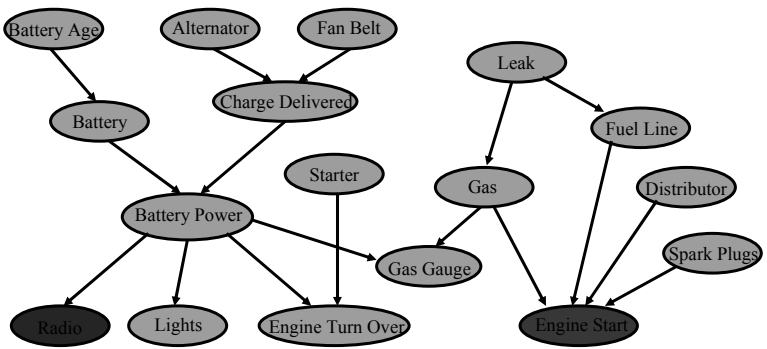 Battery Age
Alternator
Fan Belt
Leak
Charge Delivered
Battery
Fuel Line
Starter
Gas
Distributor
Battery Power
Spark Plugs
Gas Gauge
Radio
Lights
Engine Turn Over
Engine Start